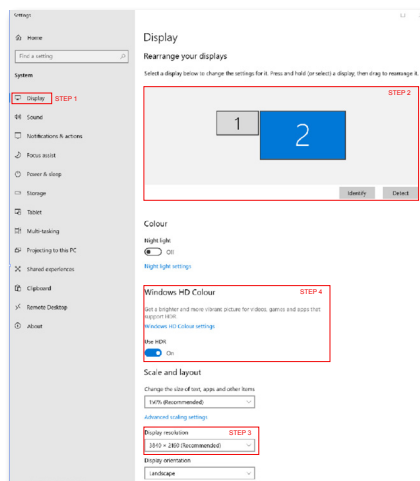 Settings
Home
Find a setting
System
Display STEP 1
Sound
Notifications & actions
Focus assist
Power & sleep
Storage
Tablet
Multi-tasking
Projecting to this PC
Shared experiences
Clipboard
Remote Desktop
About
Display
Rearrange your displays
Select a display below to change the settings for it. Press and hold (or select) a display, then drag to rearrange it.
STEP 2
1 2
Identify Detect
Colour
Night light
Off
Night light settings
Windows HD Colour STEP 4
Get a brighter and more vibrant picture for videos, games and apps that
support HDR.
Windows HD Colour settings
Use HDR
On
Scale and layout
Change the size of text, apps and other items
150% (Recommended)
Advanced scaling settings
Display resolution STEP 3
3840 × 2160 (Recommended)
Display orientation
Landscape